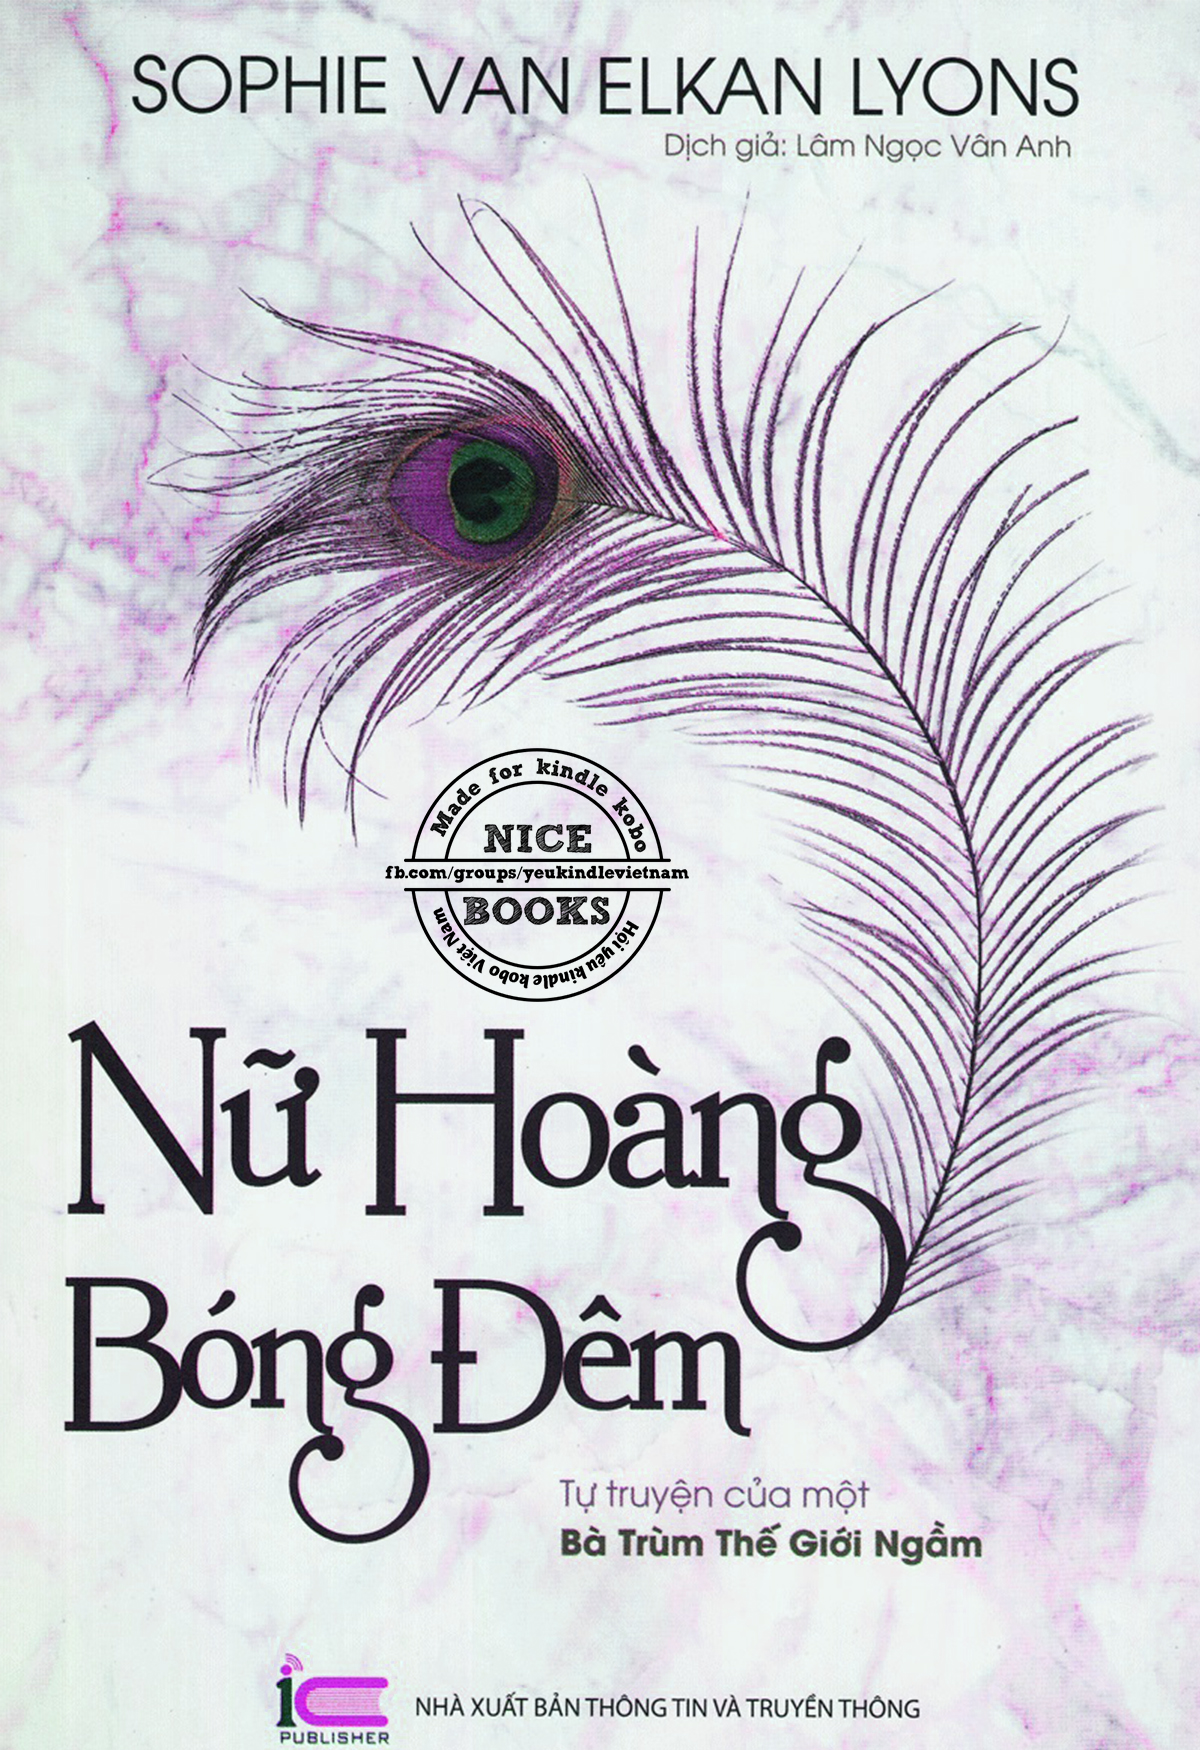 SOPHIE VAN ELKAN LYONS
Dịch giả: Lâm Ngọc Vân Anh
Made for kindle kobo
NICE
fb.com/groups/yeukindlevietnam
BOOKS
Hội yêu kindle kobo Việt Nam
Nữ Hoàng
Bóng Đêm
Tự truyện của một
Bà Trùm Thế Giới Ngầm
iC
PUBLISHER
NHÀ XUẤT BẢN THÔNG TIN VÀ TRUYỀN THÔNG